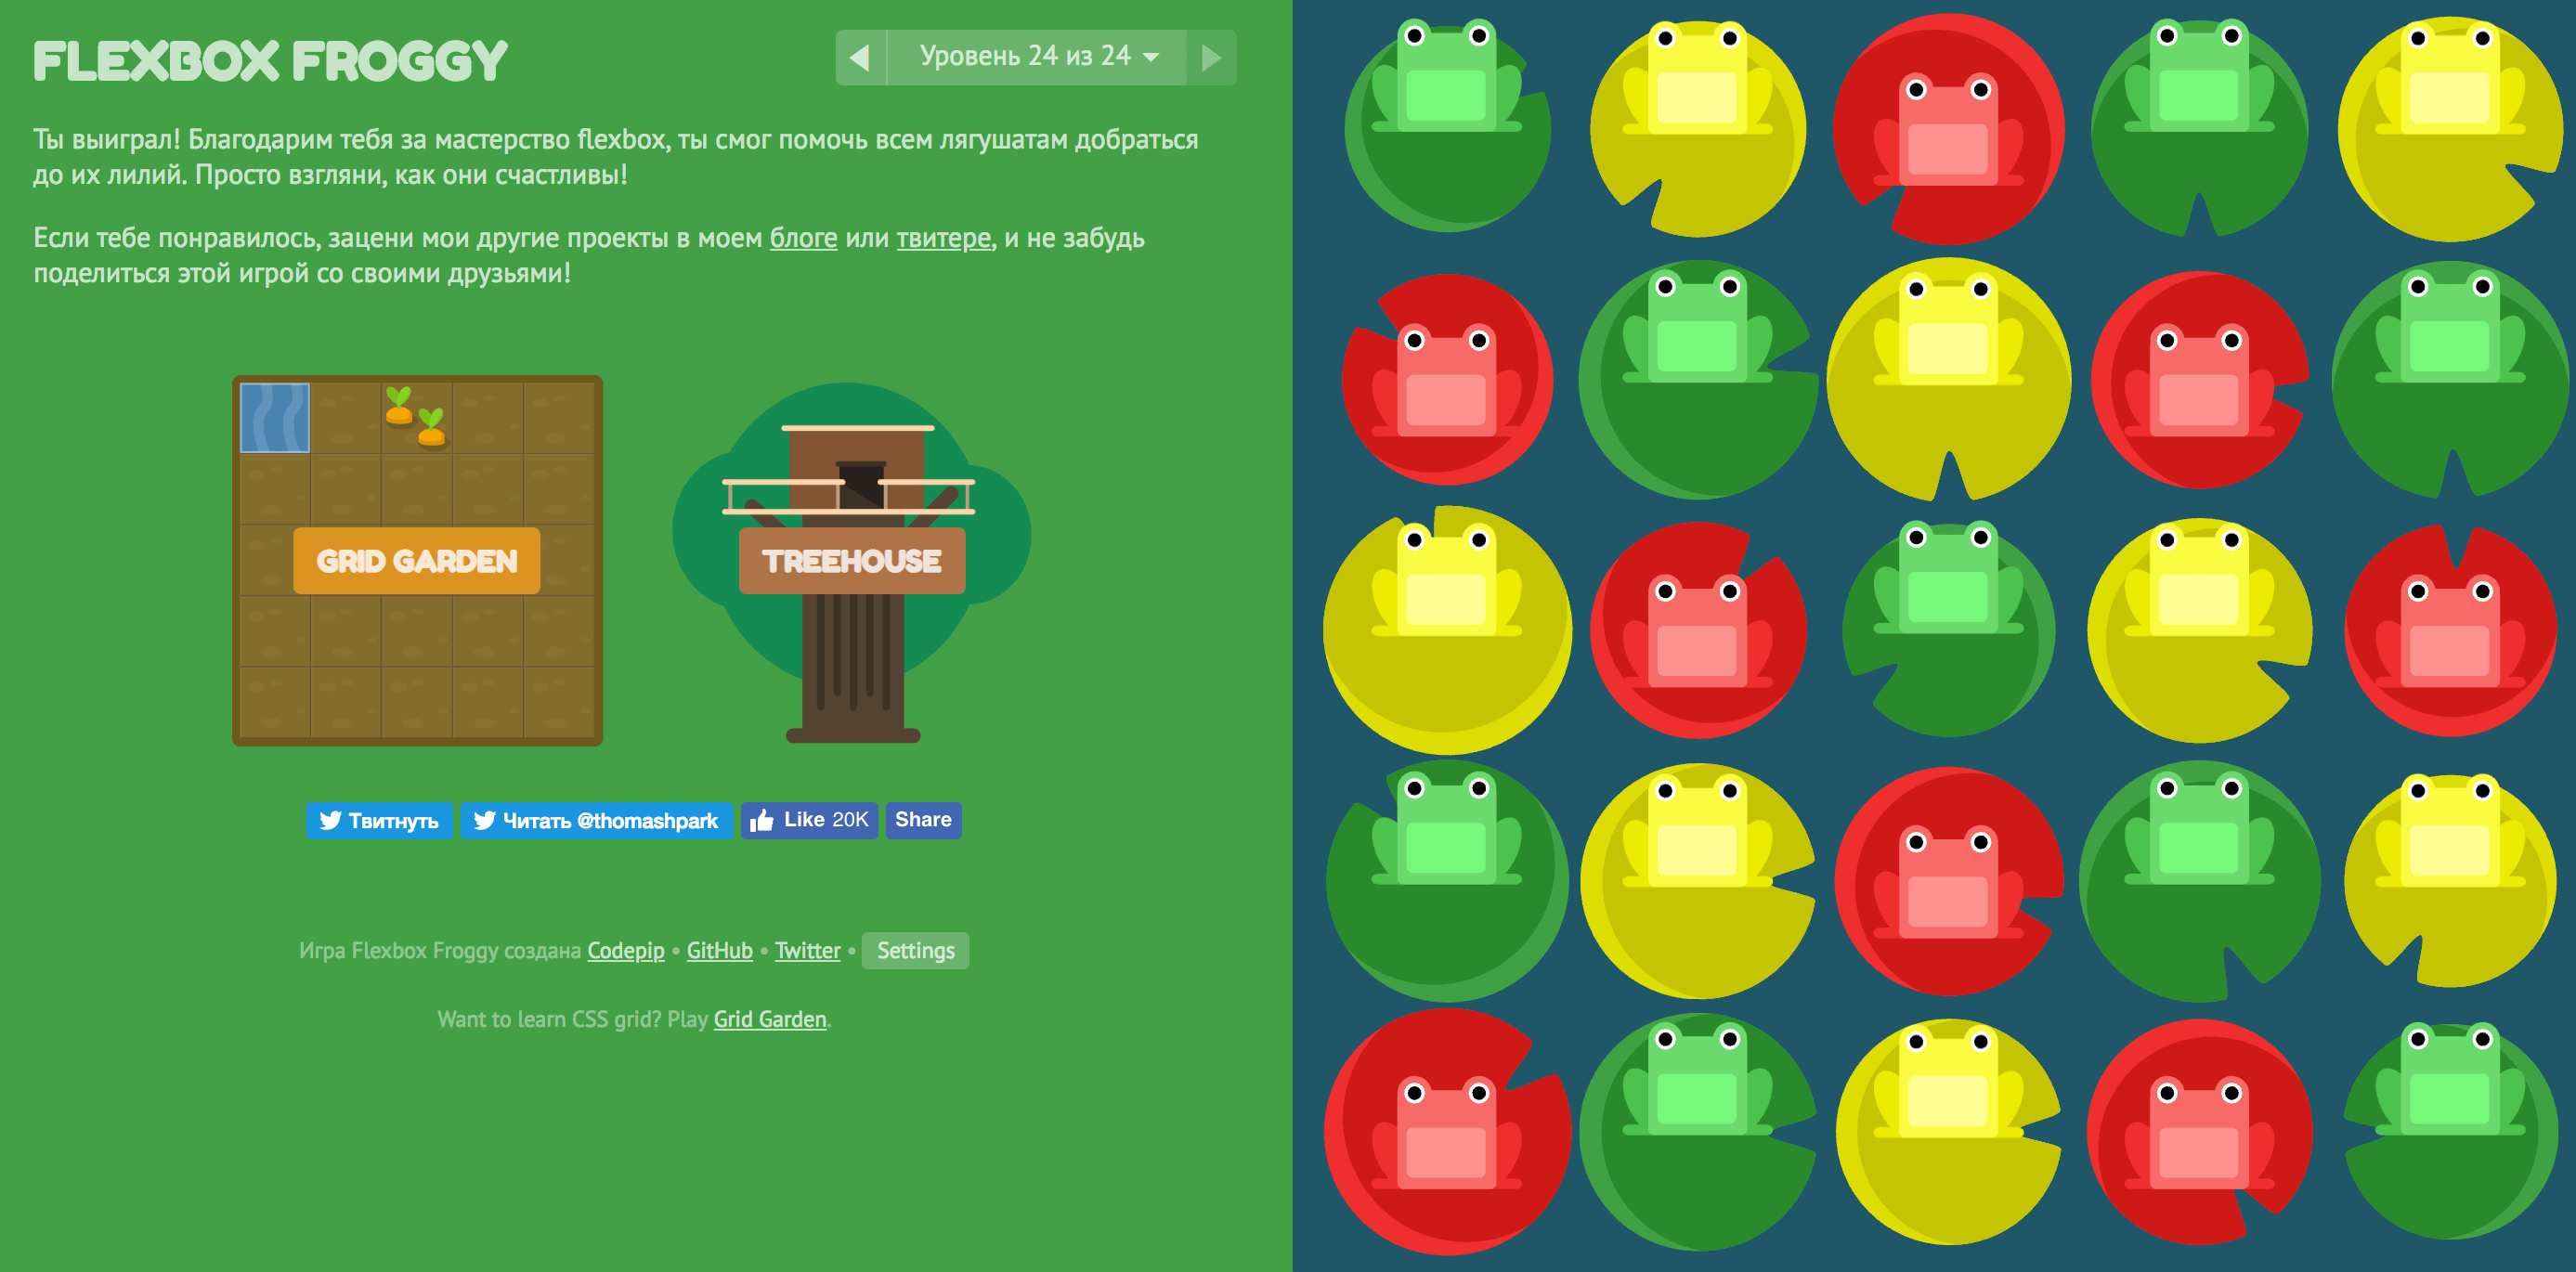 FLEXBOX FROGGY
Уровень 24 из 24
Ты выиграл! Благодарим тебя за мастерство flexbox, ты смог помочь всем лягушатам добраться
до их лилий. Просто взгляни, как они счастливы!
Если тебе понравилось, зацени мои другие проекты в моем блоге или твитере, и не забудь
поделиться этой игрой со своими друзьями!
GRID GARDEN
TREEHOUSE
Твитнуть
Читать @thomashpark
Like 20K
Share
Игра Flexbox Froggy создана Codepip • GitHub • Twitter • Settings
Want to learn CSS grid? Play Grid Garden.